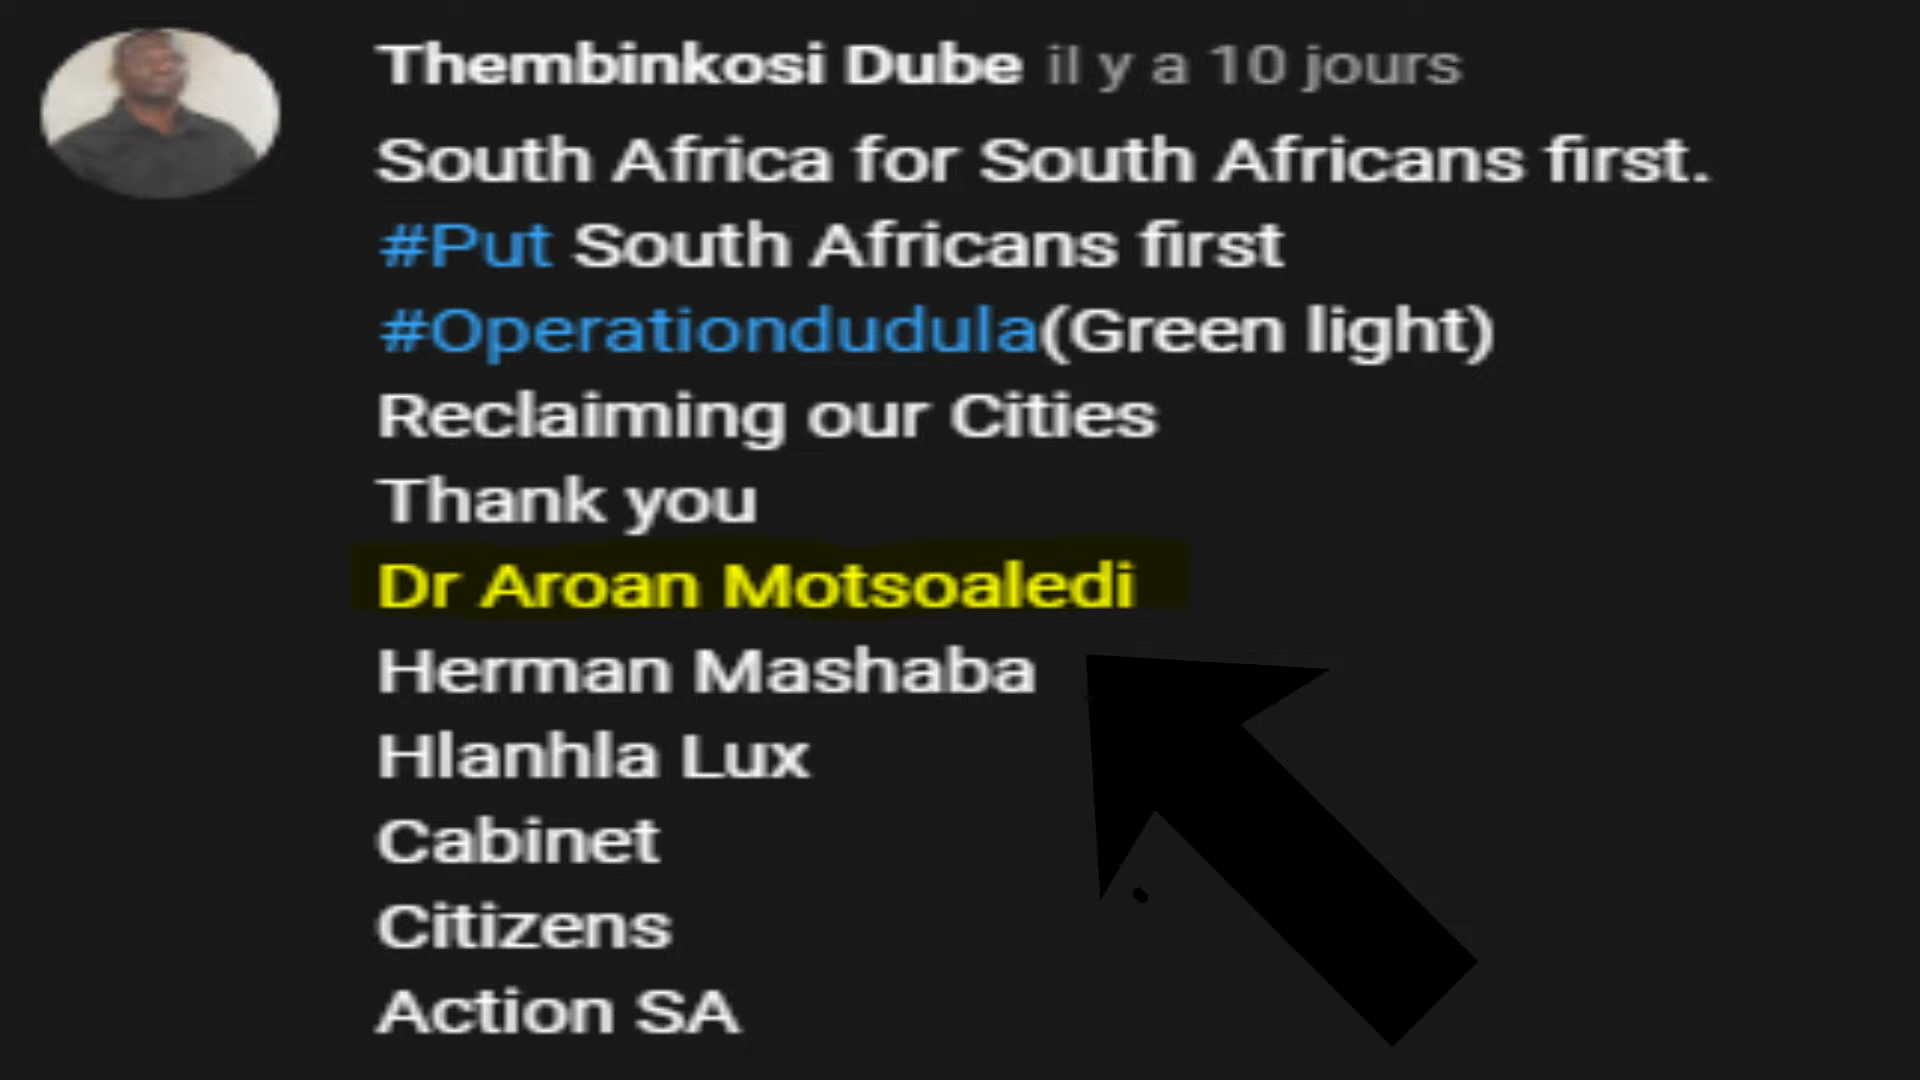 Thembinkosi Dube il y a 10 jours
South Africa for South Africans first.
#Put South Africans first
#Operationdudula(Green light)
Reclaiming our Cities
Thank you
Dr Aroan Motsoaledi
Herman Mashaba
Hlanhla Lux
Cabinet
Citizens
Action SA